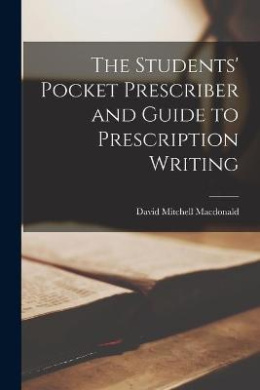 The Students'
Pocket Prescriber
and Guide to
Prescription
Writing
David Mitchell Macdonald